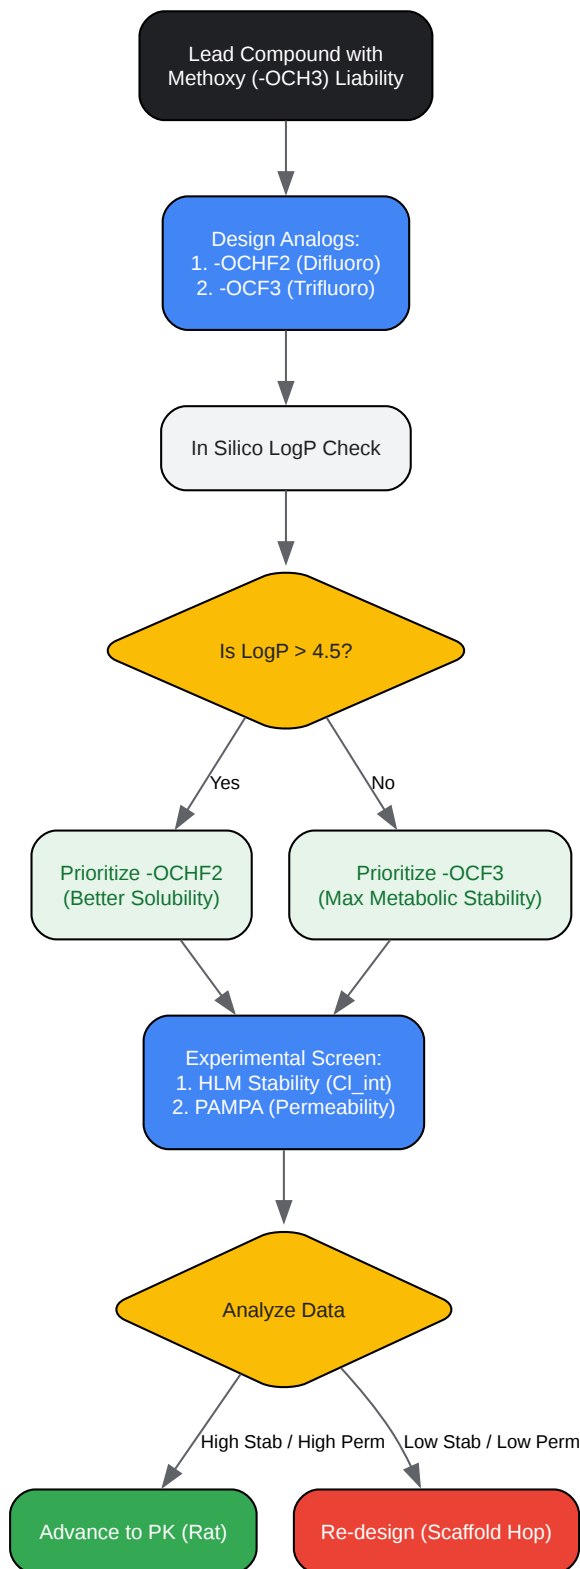 Lead Compound with
Methoxy (-OCH3) Liability
Design Analogs:
1. -OCHF2 (Difluoro)
2. -OCF3 (Trifluoro)
In Silico LogP Check
Is LogP > 4.5?
Yes
No
Prioritize -OCHF2
(Better Solubility)
Prioritize -OCF3
(Max Metabolic Stability)
Experimental Screen:
1. HLM Stability (Cl_int)
2. PAMPA (Permeability)
Analyze Data
High Stab / High Perm
Low Stab / Low Perm
Advance to PK (Rat)
Re-design (Scaffold Hop)